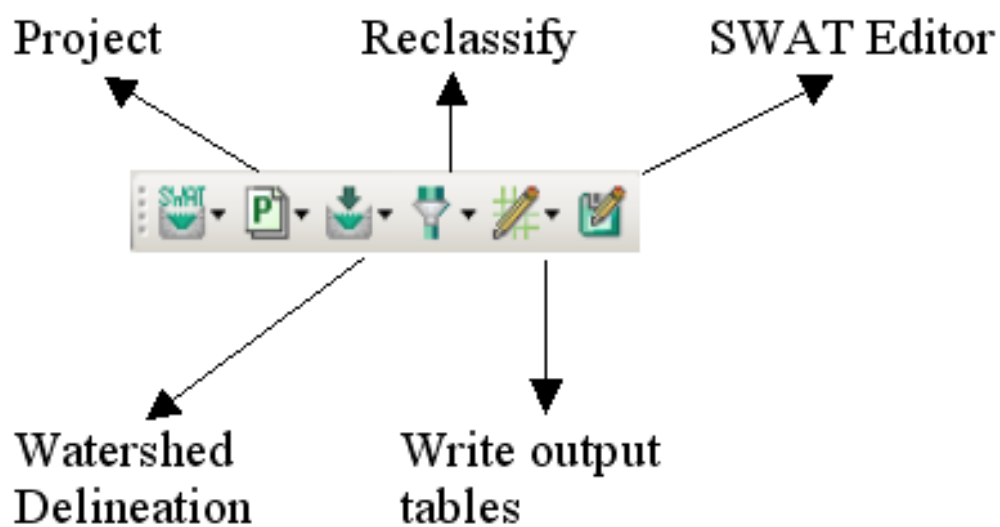 Project
Reclassify
SWAT Editor
SWAT
P
Watershed
Delineation
Write output
tables